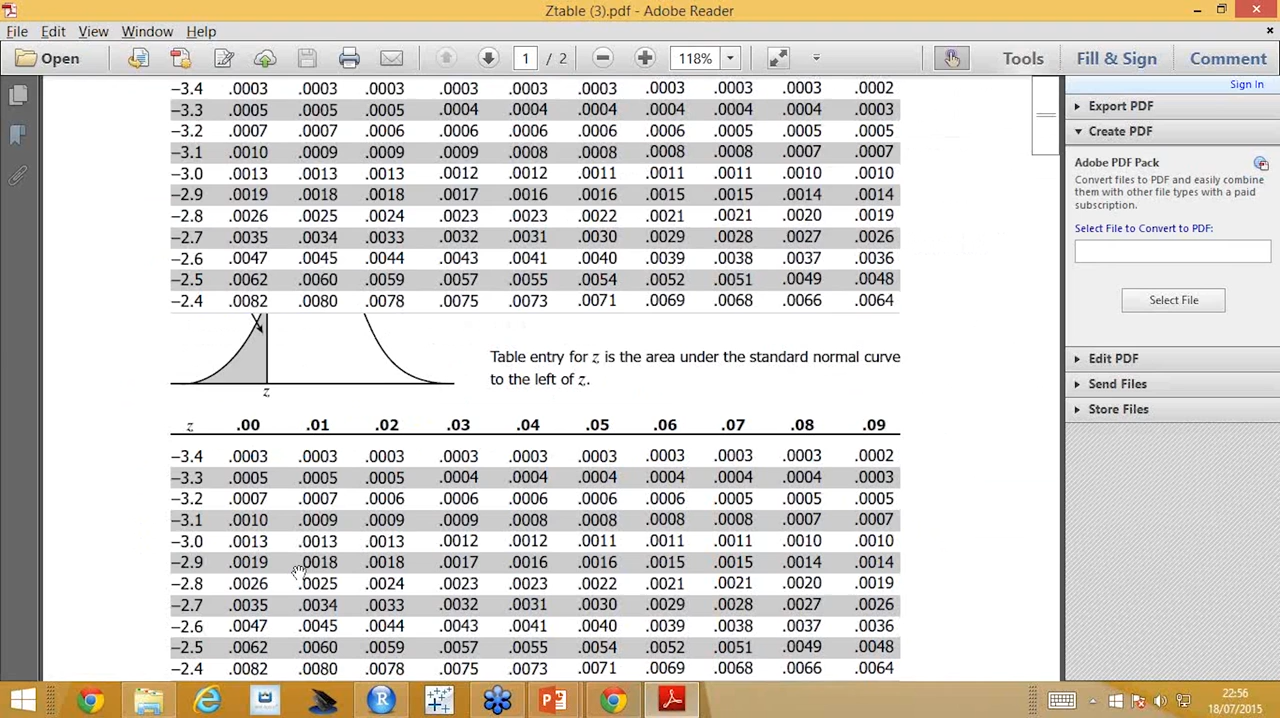 Ztable (3).pdf - Adobe Reader
File Edit View Window Help
Open 1 / 2 118% Tools Fill & Sign Comment
Sign In
Export PDF
Create PDF
Adobe PDF Pack
Convert files to PDF and easily combine
them with other file types with a paid
subscription.
Select File to Convert to PDF:
Select File
Edit PDF
Send Files
Store Files
–3.4 .0003 .0003 .0003 .0003 .0003 .0003 .0003 .0003 .0003 .0002
–3.3 .0005 .0005 .0005 .0004 .0004 .0004 .0004 .0004 .0004 .0003
–3.2 .0007 .0007 .0006 .0006 .0006 .0006 .0006 .0005 .0005 .0005
–3.1 .0010 .0009 .0009 .0009 .0008 .0008 .0008 .0008 .0007 .0007
–3.0 .0013 .0013 .0013 .0012 .0012 .0011 .0011 .0011 .0010 .0010
–2.9 .0019 .0018 .0018 .0017 .0016 .0016 .0015 .0015 .0014 .0014
–2.8 .0026 .0025 .0024 .0023 .0023 .0022 .0021 .0021 .0020 .0019
–2.7 .0035 .0034 .0033 .0032 .0031 .0030 .0029 .0028 .0027 .0026
–2.6 .0047 .0045 .0044 .0043 .0041 .0040 .0039 .0038 .0037 .0036
–2.5 .0062 .0060 .0059 .0057 .0055 .0054 .0052 .0051 .0049 .0048
–2.4 .0082 .0080 .0078 .0075 .0073 .0071 .0069 .0068 .0066 .0064
z
Table entry for z is the area under the standard normal curve
to the left of z.
z .00 .01 .02 .03 .04 .05 .06 .07 .08 .09
–3.4 .0003 .0003 .0003 .0003 .0003 .0003 .0003 .0003 .0003 .0002
–3.3 .0005 .0005 .0005 .0004 .0004 .0004 .0004 .0004 .0004 .0003
–3.2 .0007 .0007 .0006 .0006 .0006 .0006 .0006 .0005 .0005 .0005
–3.1 .0010 .0009 .0009 .0009 .0008 .0008 .0008 .0008 .0007 .0007
–3.0 .0013 .0013 .0013 .0012 .0012 .0011 .0011 .0011 .0010 .0010
–2.9 .0019 .0018 .0018 .0017 .0016 .0016 .0015 .0015 .0014 .0014
–2.8 .0026 .0025 .0024 .0023 .0023 .0022 .0021 .0021 .0020 .0019
–2.7 .0035 .0034 .0033 .0032 .0031 .0030 .0029 .0028 .0027 .0026
–2.6 .0047 .0045 .0044 .0043 .0041 .0040 .0039 .0038 .0037 .0036
–2.5 .0062 .0060 .0059 .0057 .0055 .0054 .0052 .0051 .0049 .0048
–2.4 .0082 .0080 .0078 .0075 .0073 .0071 .0069 .0068 .0066 .0064
22:56
18/07/2015